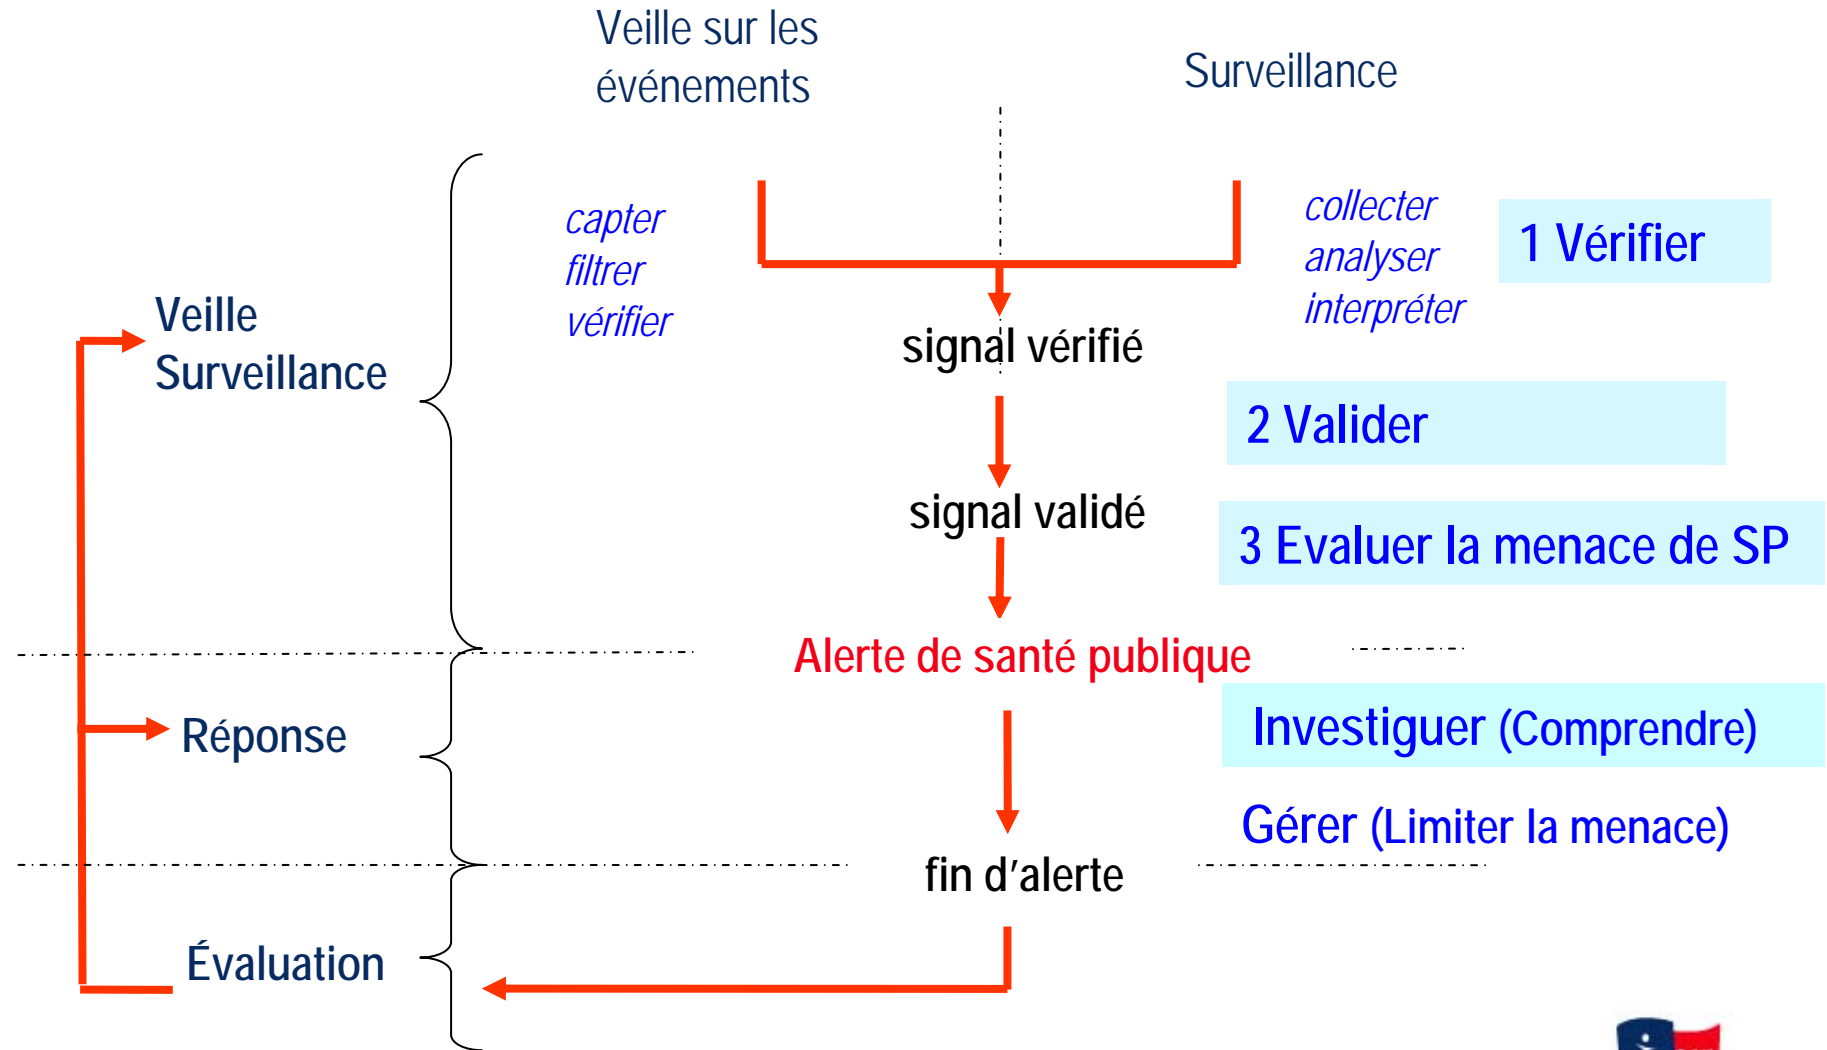 Veille sur les
événements
Surveillance
capter
filtrer
vérifier
collecter
analyser
interpréter
1 Vérifier
Veille
Surveillance
signal vérifié
2 Valider
signal validé
3 Evaluer la menace de SP
Alerte de santé publique
Réponse
Investiguer (Comprendre)
Gérer (Limiter la menace)
fin d’alerte
Évaluation